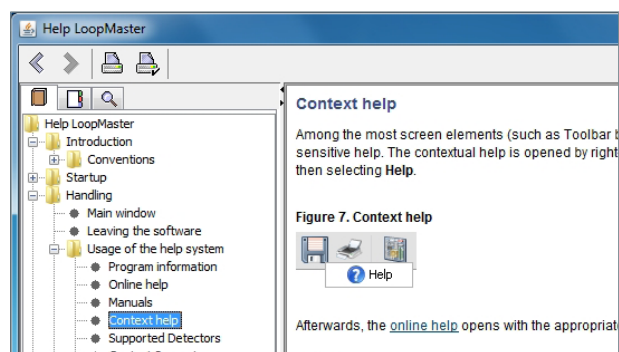 Help LoopMaster
Help LoopMaster
Introduction
Conventions
Startup
Handling
Main window
Leaving the software
Usage of the help system
Program information
Online help
Manuals
Context help
Supported Detectors
Context help
Among the most screen elements (such as Toolbar
sensitive help. The contextual help is opened by right
then selecting Help.
Figure 7. Context help
Help
Afterwards, the online help opens with the appropriat